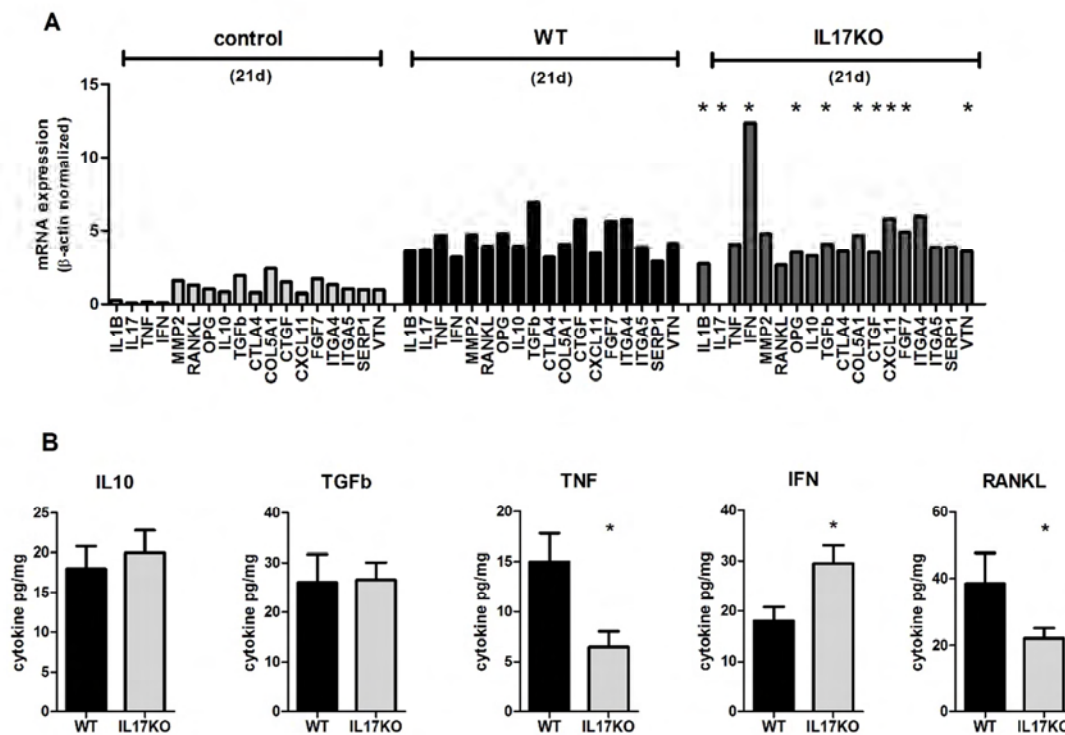 A
control
WT
IL17KO
(21d)
(21d)
(21d)
mRNA expression
(β-actin normalized)
15
10
5
0
* * * * * * * * * *
IL1B
IL17
TNF
IFN
MMP2
RANKL
OPG
IL10
TGFb
CTLA4
COL5A1
CTGF
CXCL11
FGF7
ITGA4
ITGA5
SERP1
VTN
IL1B
IL17
TNF
IFN
MMP2
RANKL
OPG
IL10
TGFb
CTLA4
COL5A1
CTGF
CXCL11
FGF7
ITGA4
ITGA5
SERP1
VTN
IL1B
IL17
TNF
IFN
MMP2
RANKL
OPG
IL10
TGFb
CTLA4
COL5A1
CTGF
CXCL11
FGF7
ITGA4
ITGA5
SERP1
VTN
B
IL10
cytokine pg/mg
25
20
15
10
5
0
WT IL17KO
TGFb
cytokine pg/mg
40
30
20
10
0
WT IL17KO
TNF
cytokine pg/mg
20
15
10
5
0
*
WT IL17KO
IFN
cytokine pg/mg
40
30
20
10
0
*
WT IL17KO
RANKL
cytokine pg/mg
60
40
20
0
*
WT IL17KO